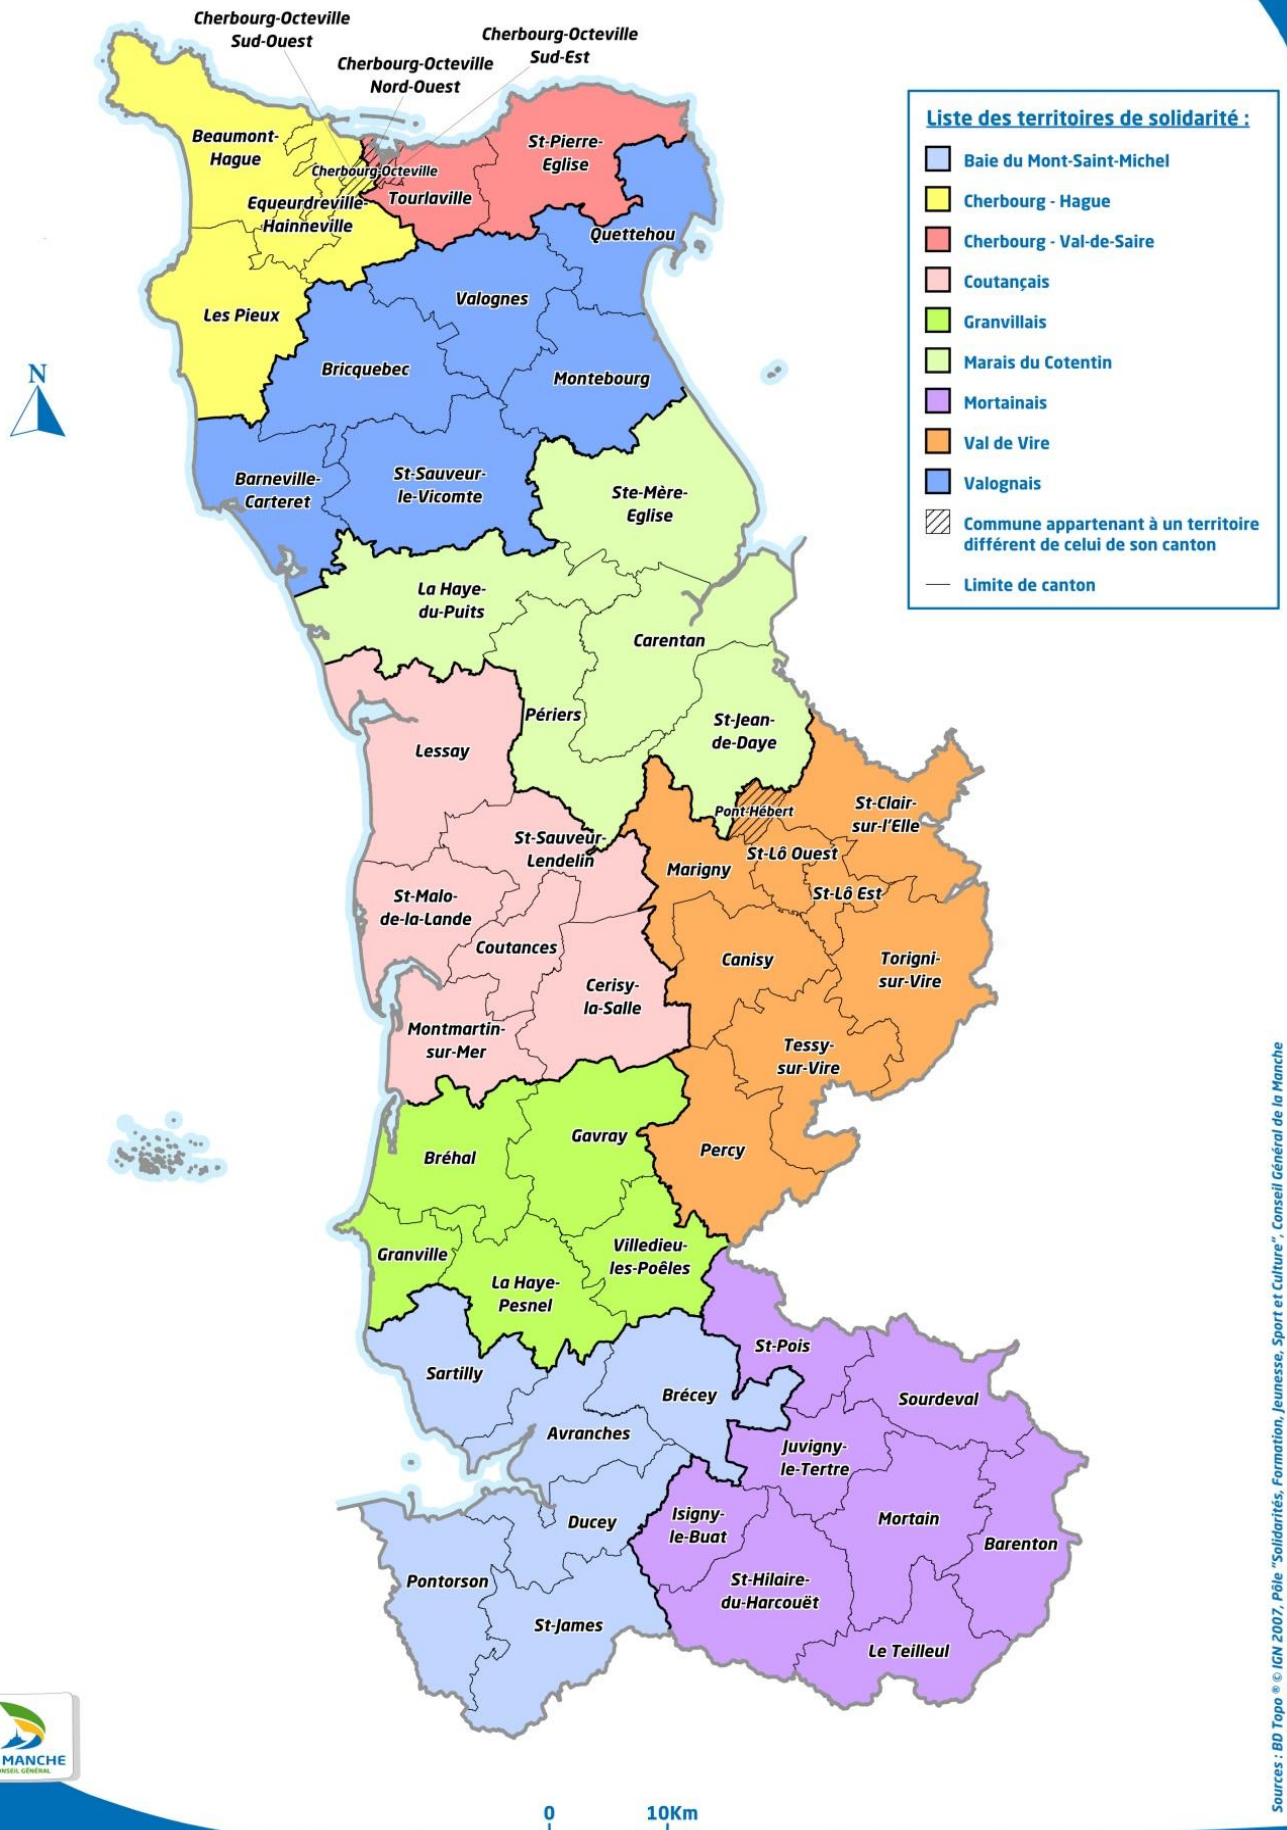 Cherbourg-Octeville
Sud-Ouest
Cherbourg-Octeville
Nord-Ouest
Cherbourg-Octeville
Sud-Est
Beaumont-
Hague
Cherbourg-Octeville
Equeurdreville-
Hainneville
Tourlaville
St-Pierre-
Eglise
Quettehou
Les Pieux
Valognes
Bricquebec
Montebourg
Barneville-
Carteret
St-Sauveur-
le-Vicomte
Ste-Mère-
Eglise
La Haye-
du-Puits
Carentan
Périers
St-Jean-
de-Daye
Lessay
Pont-Hébert
St-Clair-
sur-l'Elle
St-Sauveur-
Lendelin
Marigny
St-Lô Ouest
St-Lô Est
St-Malo-
de-la-Lande
Coutances
Canisy
Torigni-
sur-Vire
Cerisy-
la-Salle
Montmartin-
sur-Mer
Tessy-
sur-Vire
Gavray
Bréhal
Percy
Granville
Villedieu-
les-Poêles
La Haye-
Pesnel
St-Pois
Sartilly
Brécey
Sourdeval
Avranches
Juvigny-
le-Tertre
Ducey
Isigny-
le-Buat
Mortain
Barenton
Pontorson
St-Hilaire-
du-Harcouët
St-James
Le Teilleul
N
Liste des territoires de solidarité :
Baie du Mont-Saint-Michel
Cherbourg - Hague
Cherbourg - Val-de-Saire
Coutançais
Granvillais
Marais du Cotentin
Mortainais
Val de Vire
Valognais
Commune appartenant à un territoire
différent de celui de son canton
Limite de canton
Sources : BD Topo ® © IGN 2007, Pôle "Solidarités, Formation, Jeunesse, Sport et Culture", Conseil Général de la Manche
MANCHE
CONSEIL GÉNÉRAL
0 10Km